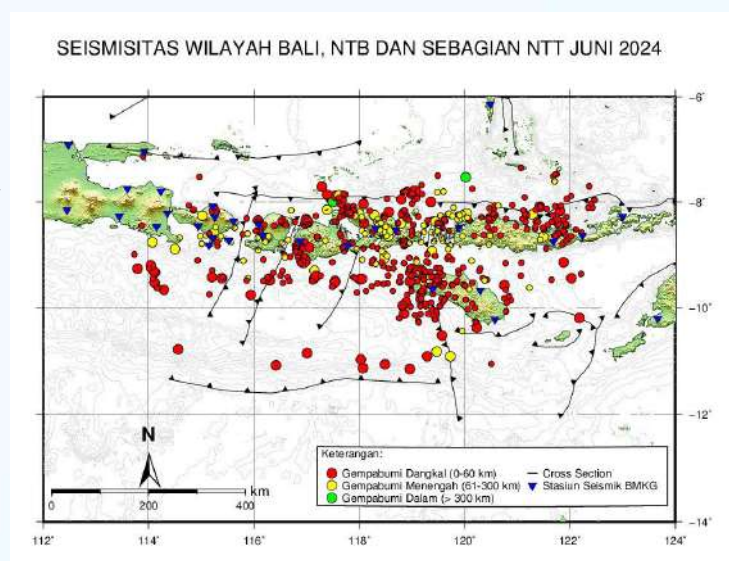 SEISMISITAS WILAYAH BALI, NTB DAN SEBAGIAN NTT JUNI 2024
-6°
-8°
-10°
-12°
-14°
N
km
0 200 400
Keterangan:
Gempabumi Dangkal (0-60 km)
Gempabumi Menengah (61-300 km)
Gempabumi Dalam (> 300 km)
Cross Section
Stasiun Seismik BMKG
112° 114° 116° 118° 120° 122° 124°